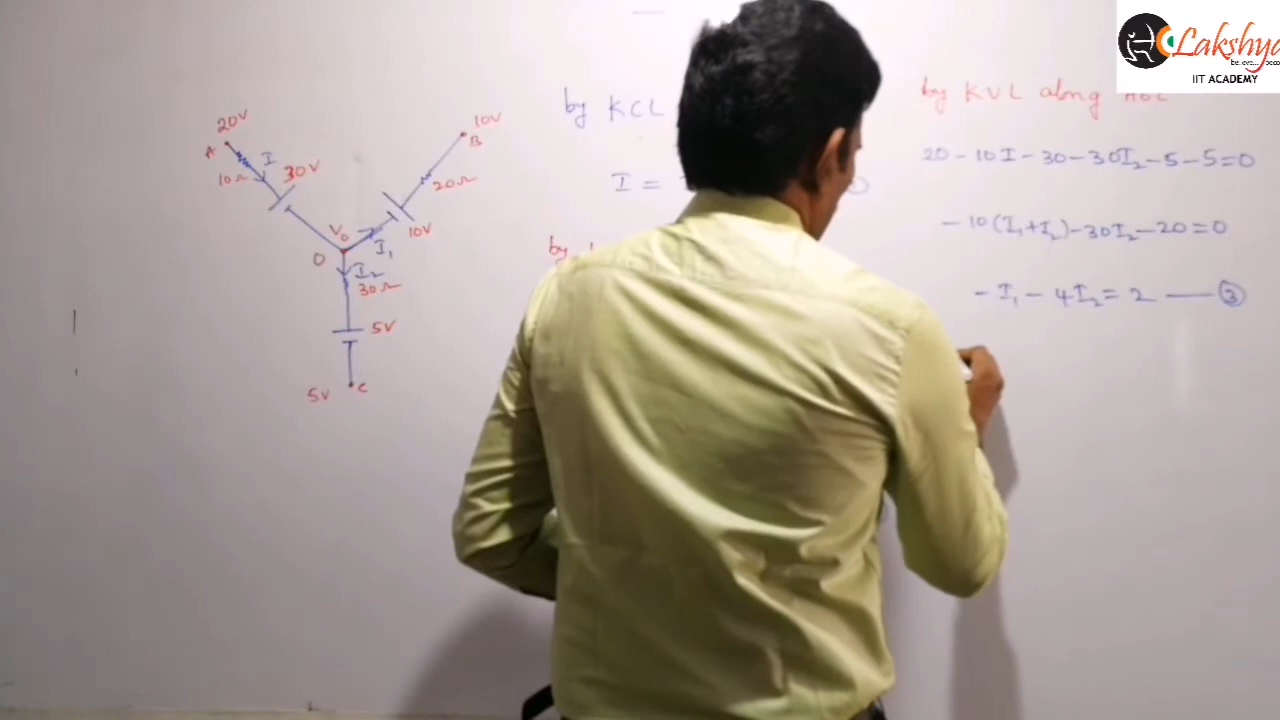 Lakshya
IIT ACADEMY
20V
A
I
10Ω
30V
10V
B
20Ω
10V
V₀
O
I₁
I₂
30Ω
5V
5V
C
by KCL
I =
by KVL along AOC
20 - 10I - 30 - 30I₂ - 5 - 5 = 0
- 10(I₁ + I₂) - 30I₂ - 20 = 0
- I₁ - 4I₂ = 2 — ③
by